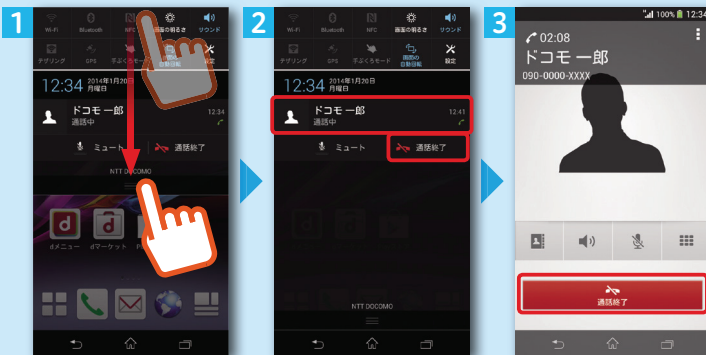 1
Wi-Fi
Bluetooth
NFC
画面の明るさ
サウンド
テザリング
GPS
手ぶくろモード
画面の
自動回転
設定
12:34
2014年1月20日
月曜日
ドコモ 一郎
通話中
12:34
ミュート
通話終了
NTT DOCOMO
dメニュー
dマーケット
2
Wi-Fi
Bluetooth
NFC
画面の明るさ
サウンド
テザリング
GPS
手ぶくろモード
画面の
自動回転
設定
12:34
2014年1月20日
月曜日
ドコモ 一郎
通話中
12:41
ミュート
通話終了
NTT DOCOMO
3
100%
12:34
02:08
ドコモ 一郎
090-0000-XXXX
通話終了